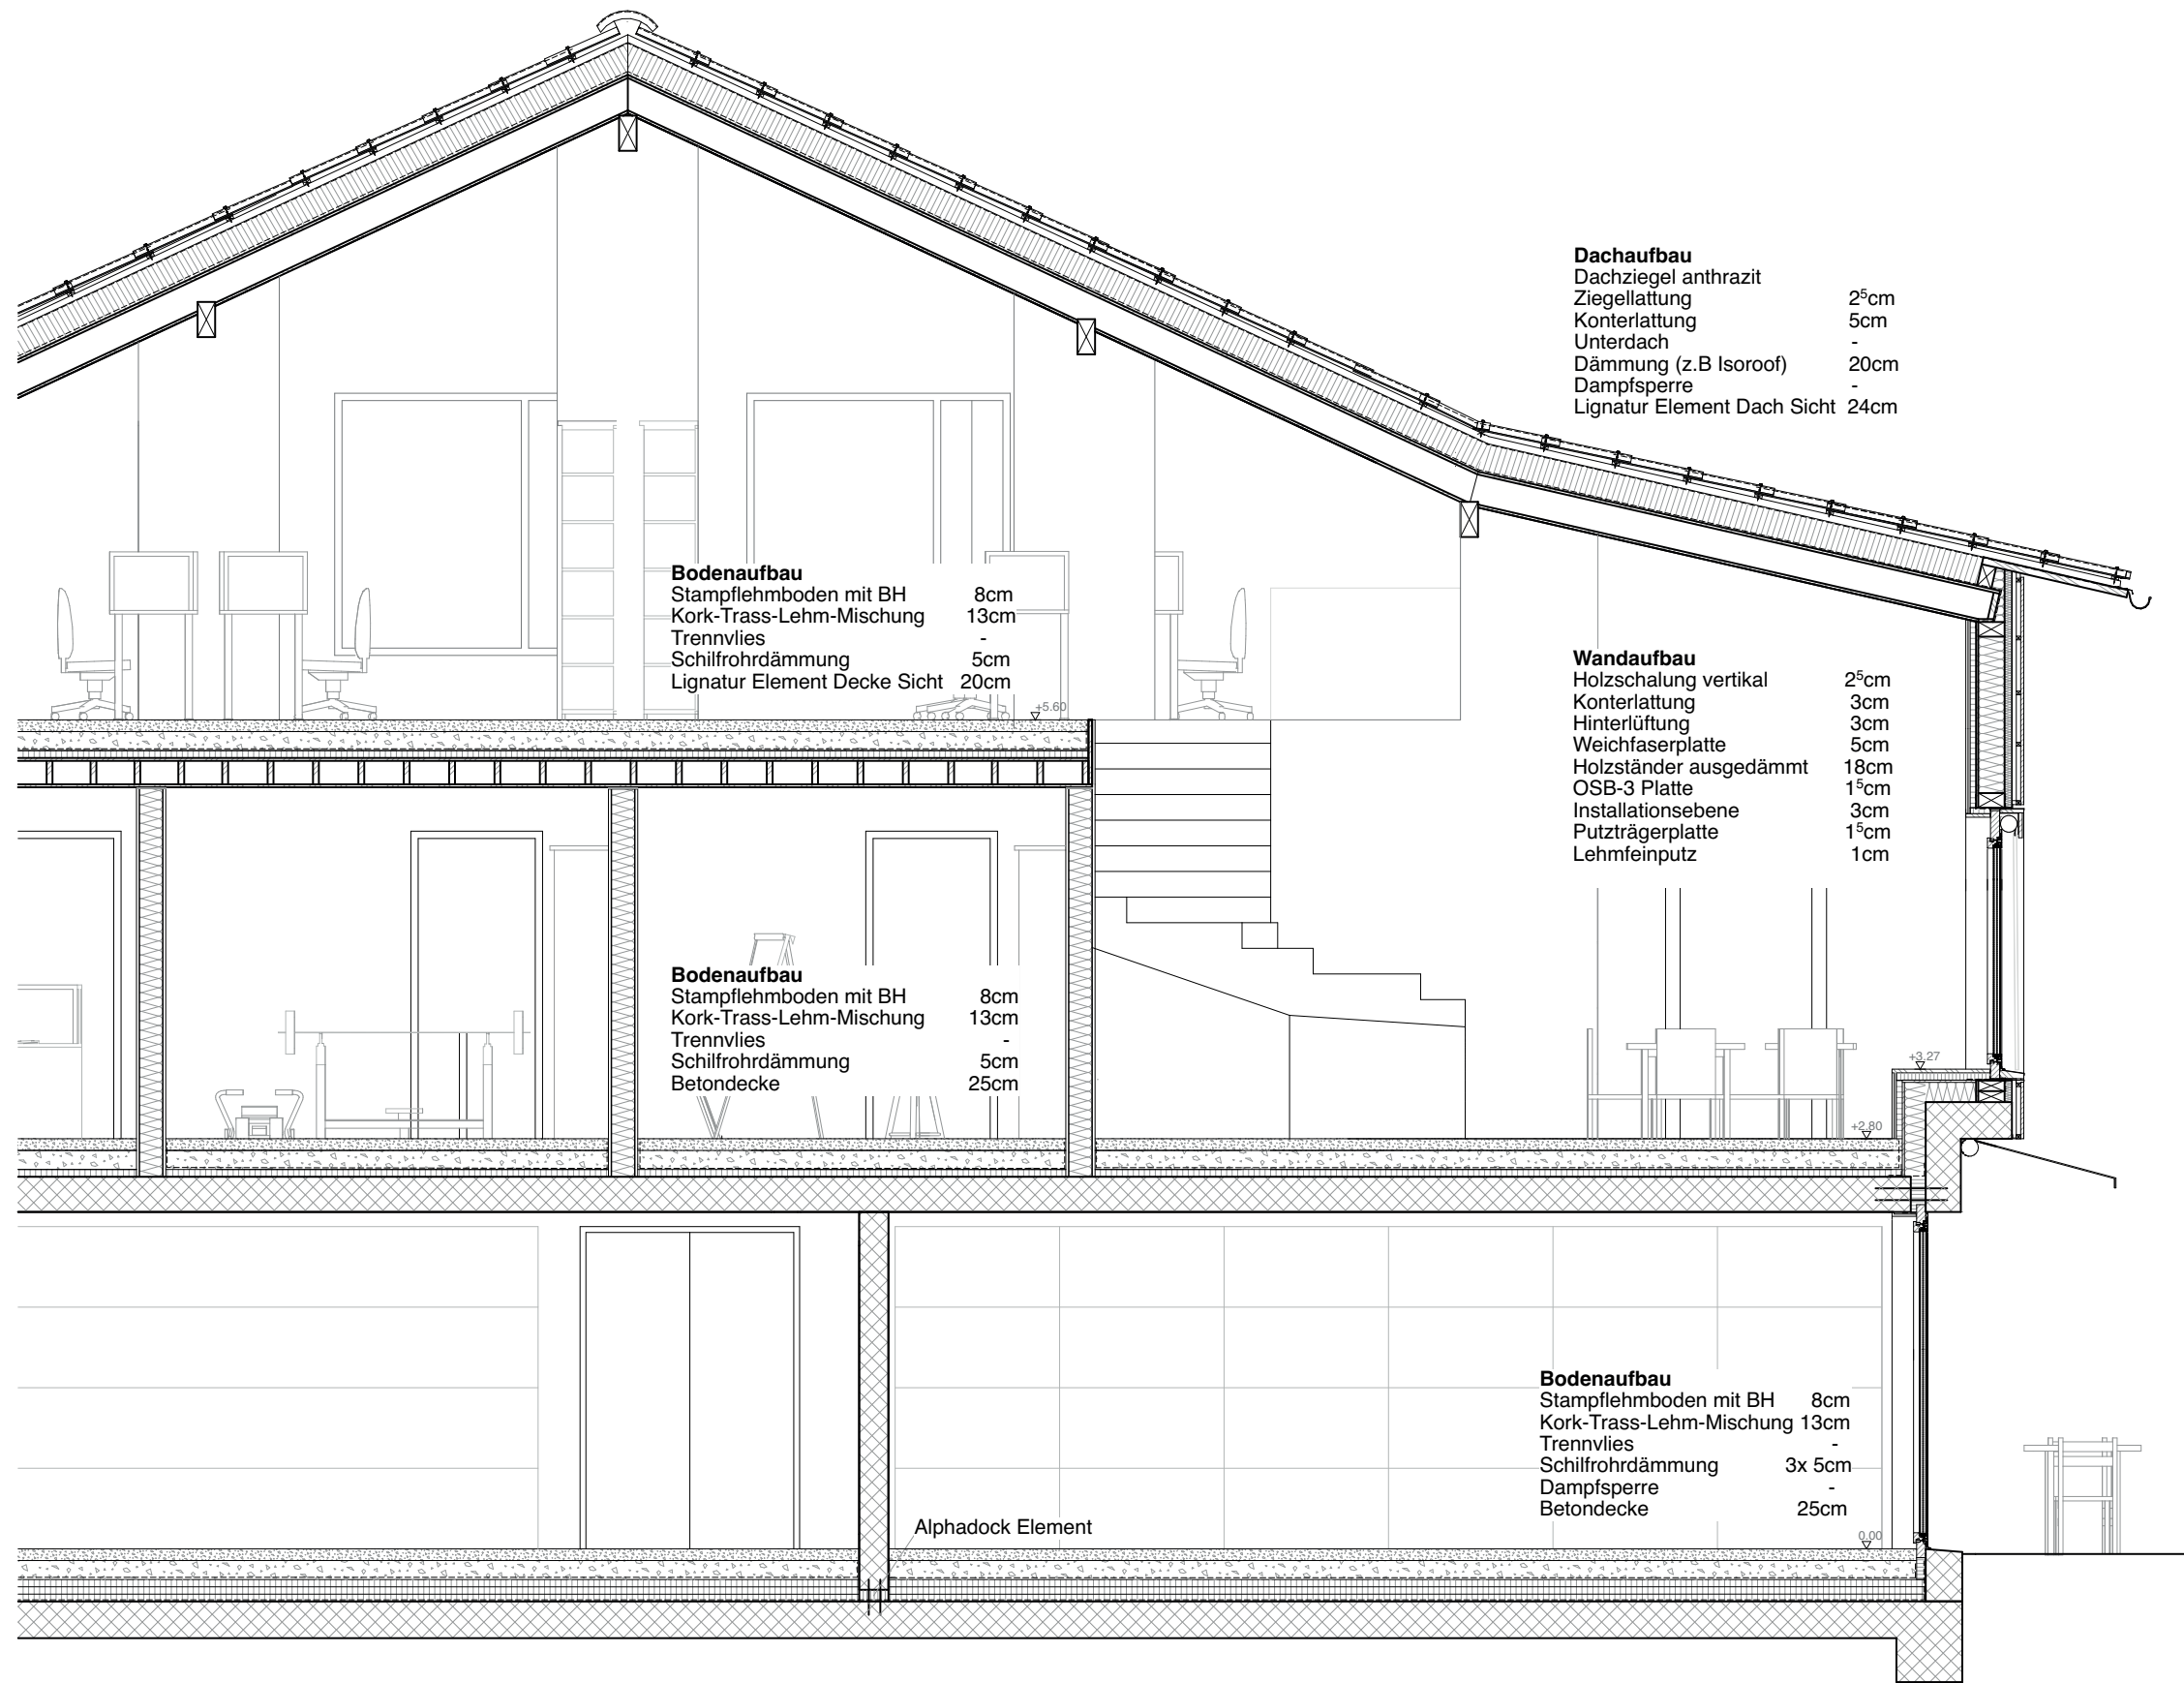 Dachaufbau
Dachziegel anthrazit
Ziegellattung 2⁵cm
Konterlattung 5cm
Unterdach -
Dämmung (z.B Isoroof) 20cm
Dampfsperre -
Lignatur Element Dach Sicht 24cm
Bodenaufbau
Stampflehmboden mit BH 8cm
Kork-Trass-Lehm-Mischung 13cm
Trennvlies -
Schilfrohrdämmung 5cm
Lignatur Element Decke Sicht 20cm
+5.60
Wandaufbau
Holzschalung vertikal 2⁵cm
Konterlattung 3cm
Hinterlüftung 3cm
Weichfaserplatte 5cm
Holzständer ausgedämmt 18cm
OSB-3 Platte 1⁵cm
Installationsebene 3cm
Putzträgerplatte 1⁵cm
Lehmfeinputz 1cm
Bodenaufbau
Stampflehmboden mit BH 8cm
Kork-Trass-Lehm-Mischung 13cm
Trennvlies -
Schilfrohrdämmung 5cm
Betondecke 25cm
+3.27
+2.80
Bodenaufbau
Stampflehmboden mit BH 8cm
Kork-Trass-Lehm-Mischung 13cm
Trennvlies -
Schilfrohrdämmung 3x 5cm
Dampfsperre -
Betondecke 25cm
Alphadock Element
0.00